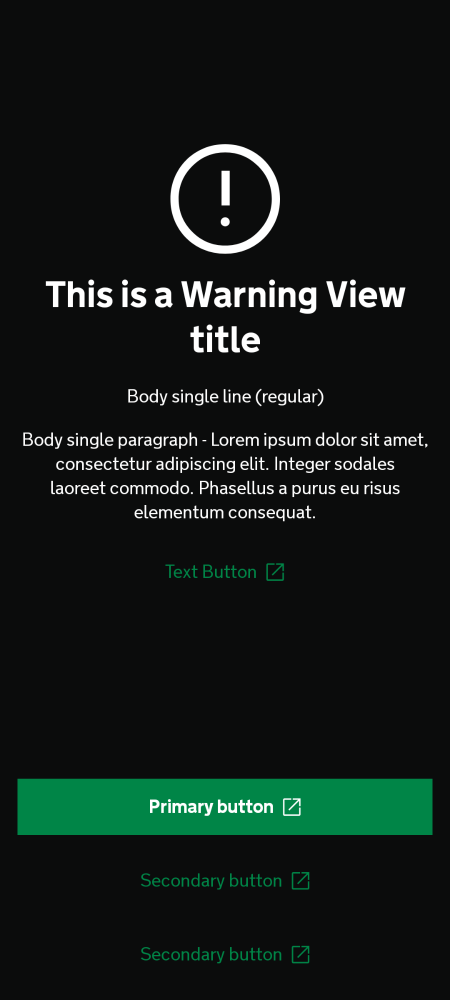 This is a Warning View
title
Body single line (regular)
Body single paragraph - Lorem ipsum dolor sit amet,
consectetur adipiscing elit. Integer sodales
laoreet commodo. Phasellus a purus eu risus
elementum consequat.
Text Button
Primary button
Secondary button
Secondary button